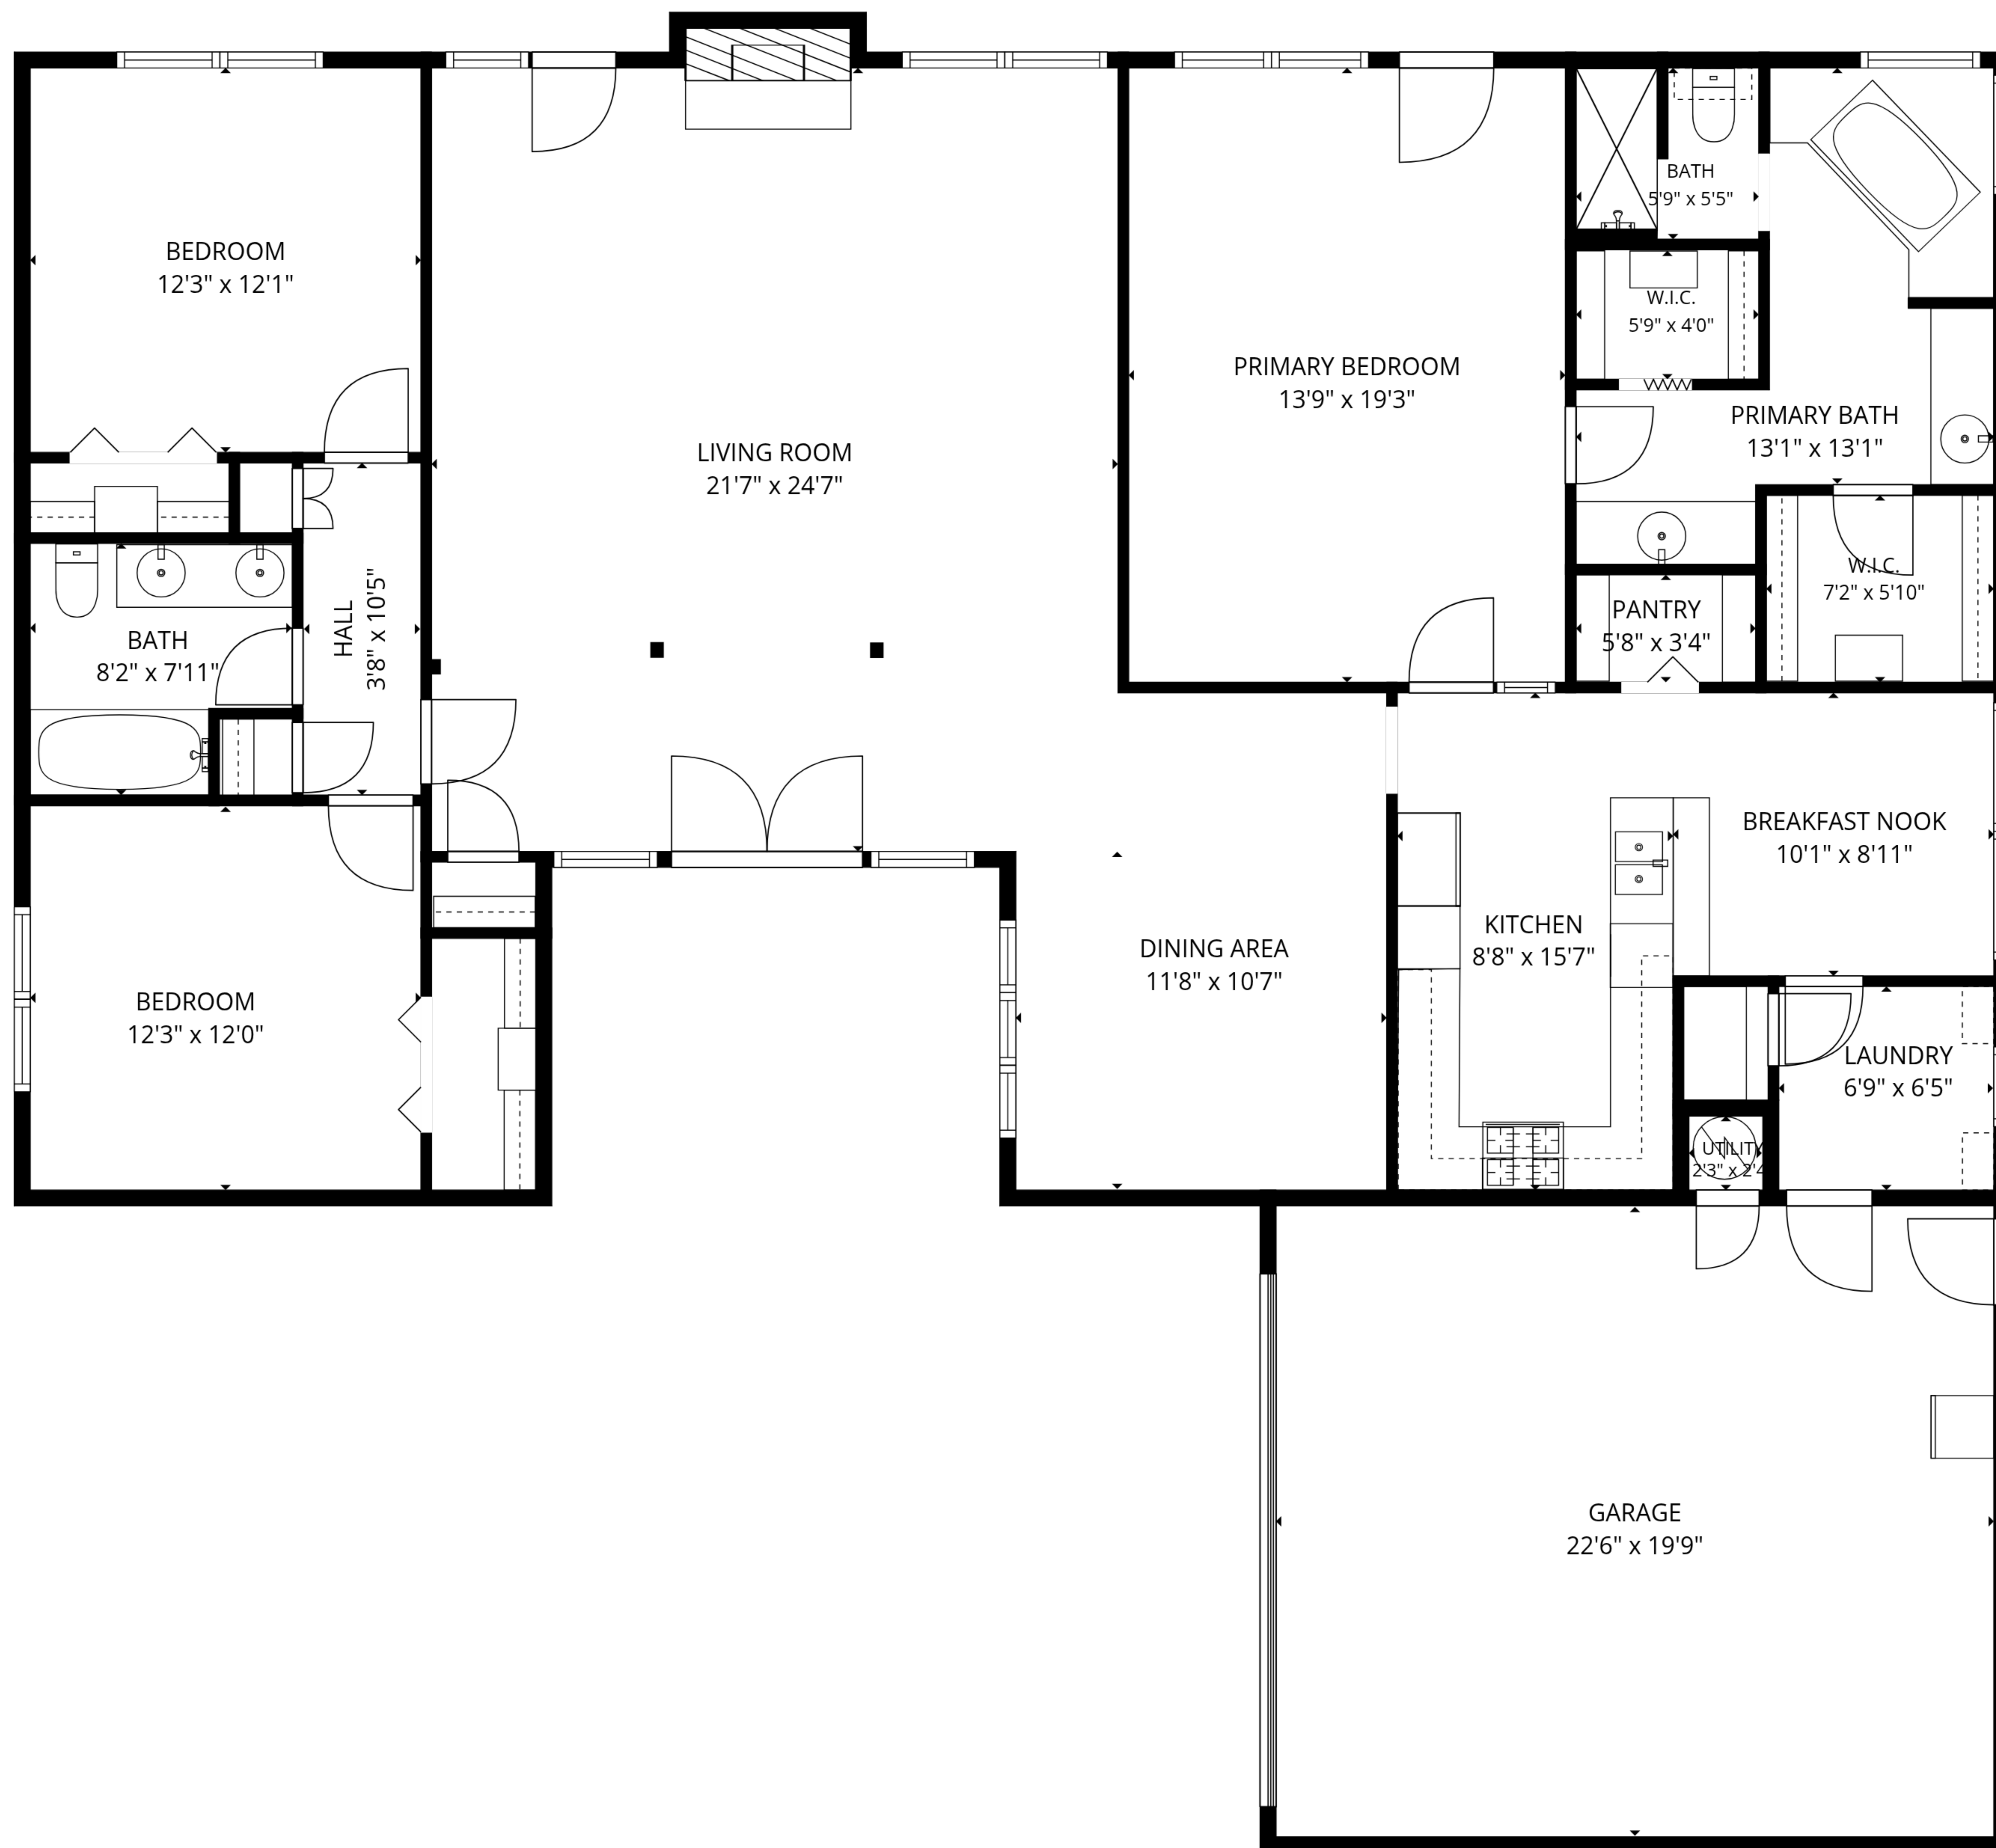 BATH
5'9" x 5'5"
BEDROOM
12'3" x 12'1"
W.I.C.
5'9" x 4'0"
PRIMARY BEDROOM
13'9" x 19'3"
PRIMARY BATH
13'1" x 13'1"
LIVING ROOM
21'7" x 24'7"
W.I.C.
7'2" x 5'10"
HALL
3'8" x 10'5"
PANTRY
5'8" x 3'4"
BATH
8'2" x 7'11"
BREAKFAST NOOK
10'1" x 8'11"
KITCHEN
8'8" x 15'7"
DINING AREA
11'8" x 10'7"
BEDROOM
12'3" x 12'0"
LAUNDRY
6'9" x 6'5"
UTILITY
2'3" x 2'4
GARAGE
22'6" x 19'9"